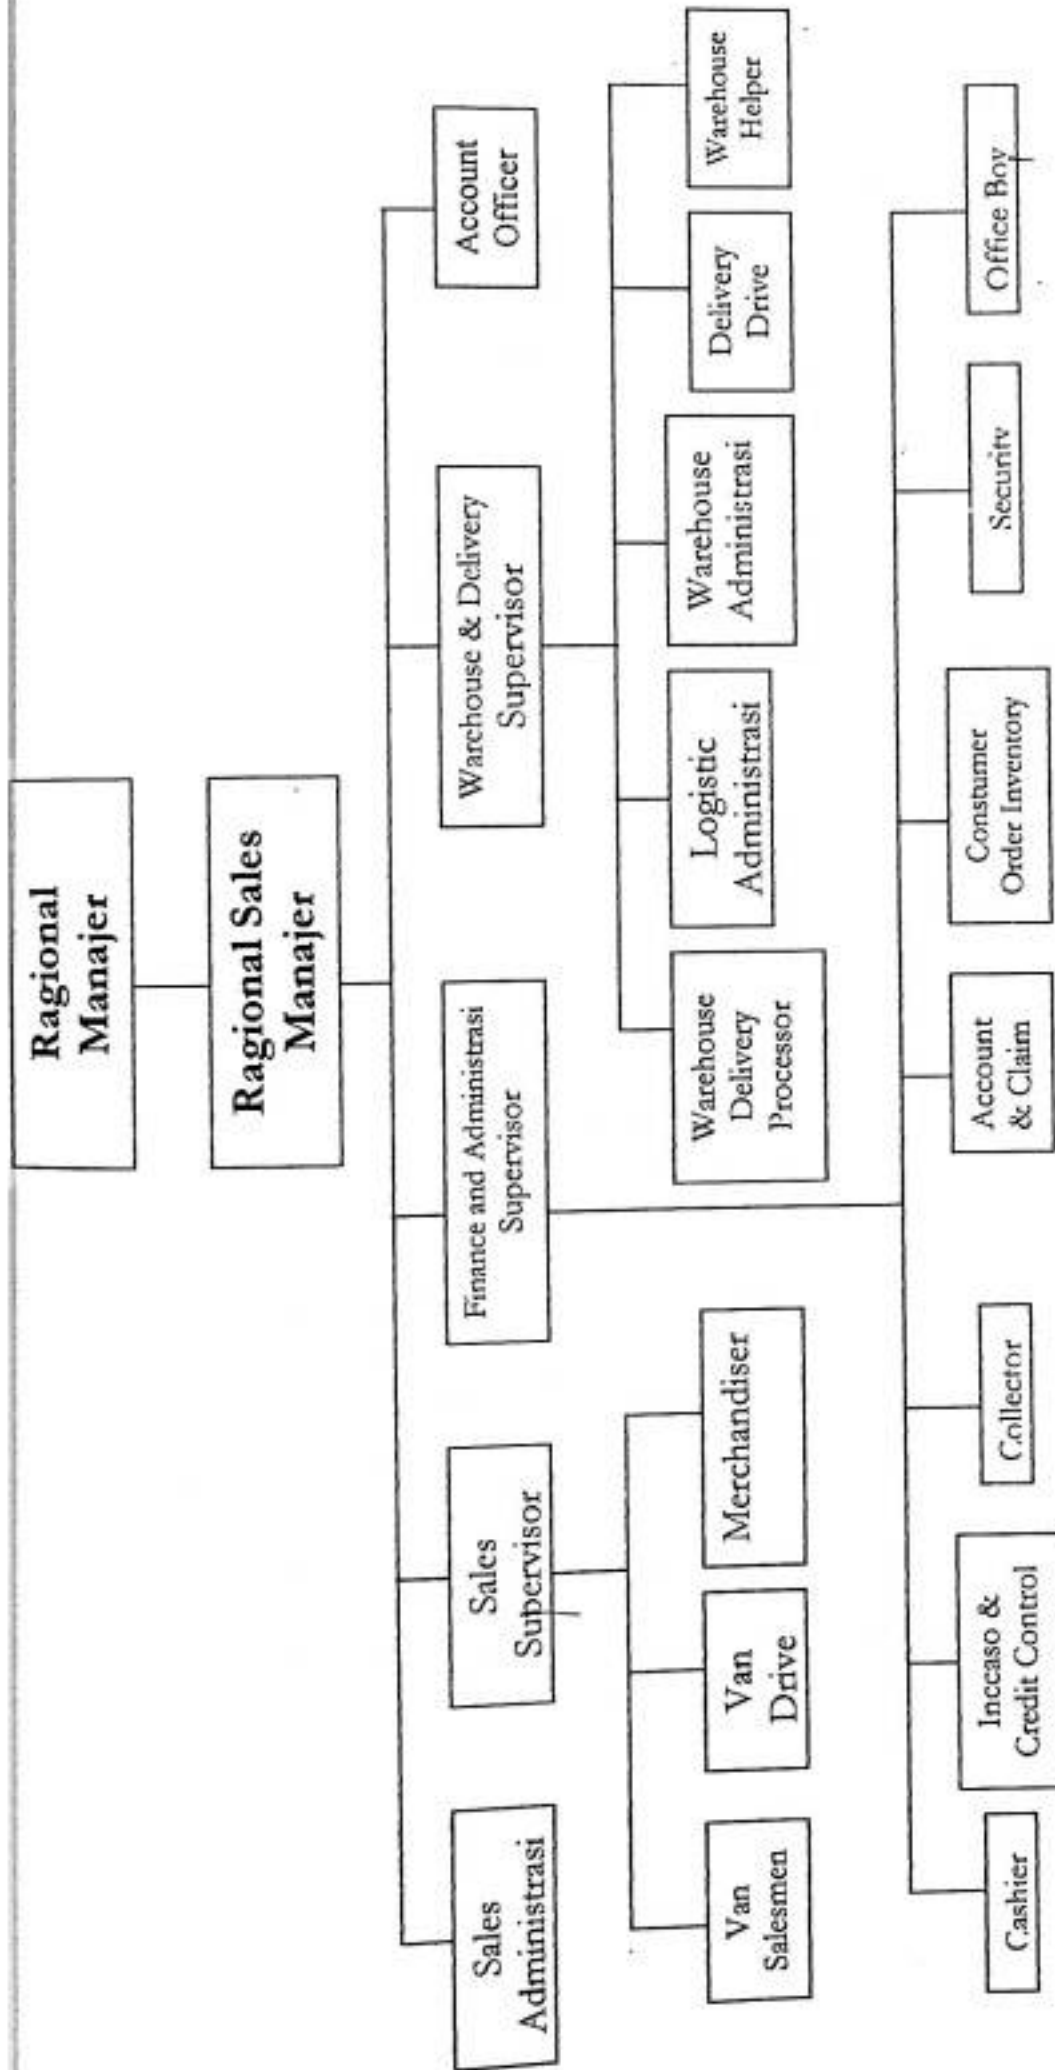 Ragional
Manajer
Ragional Sales
Manajer
Sales
Administrasi
Sales
Supervisor
Finance and Administrasi
Supervisor
Warehouse & Delivery
Supervisor
Account
Officer
Van
Salesmen
Van
Drive
Merchandiser
Warehouse
Delivery
Processor
Logistic
Administrasi
Warehouse
Administrasi
Delivery
Drive
Warehouse
Helper
Cashier
Inccaso &
Credit Control
Collector
Account
& Claim
Constumer
Order Inventory
Security
Office Boy